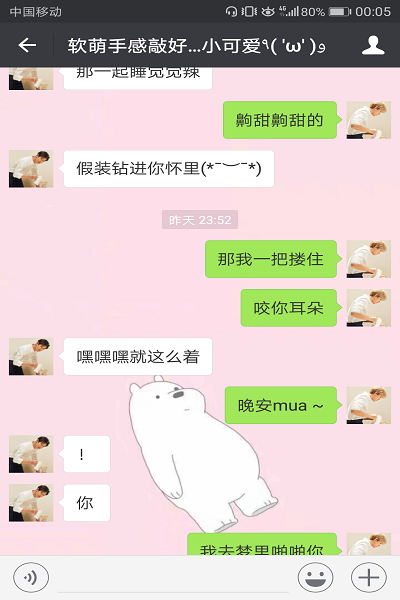 中国移动 4G 80% 00:05
软萌手感敲好...小可爱٩( 'ω' )و
那一起睡觉觉辣
齁甜齁甜的
假装钻进你怀里(*¯︶¯*)
昨天 23:52
那我一把搂住
咬你耳朵
嘿嘿嘿就这么着
晚安mua ~
!
你
我去梦里啪啪你